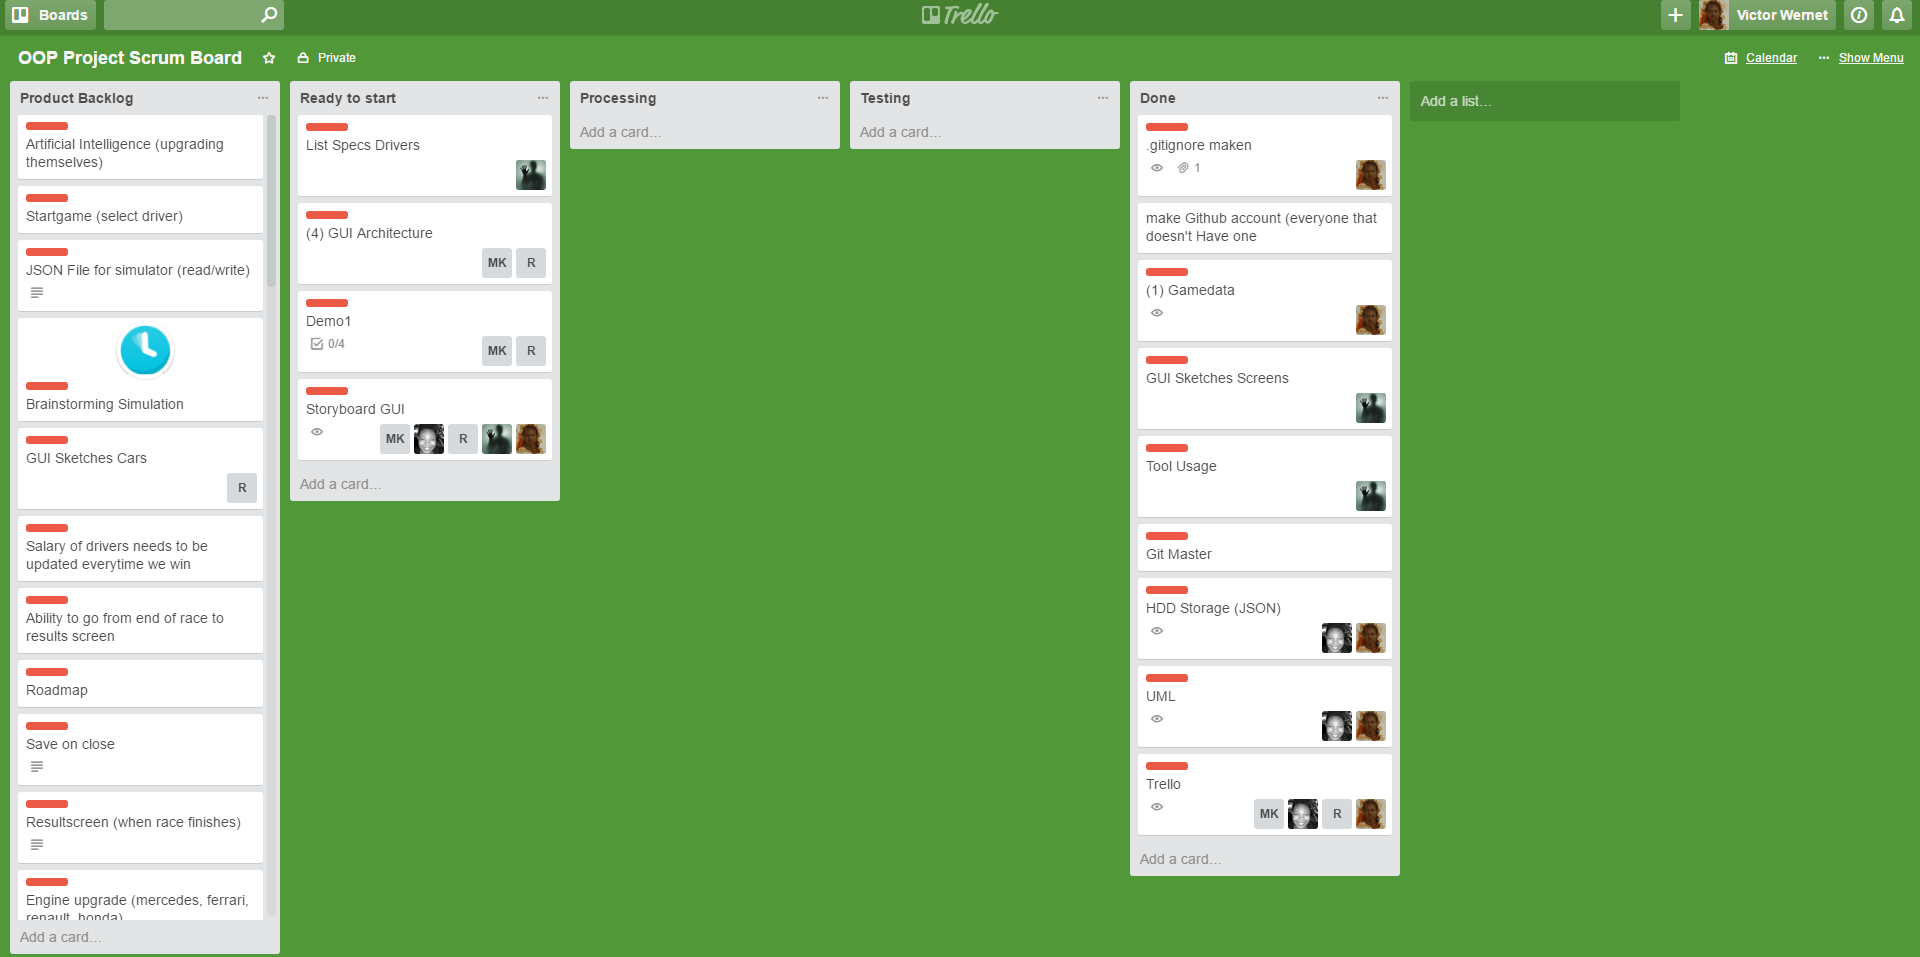 Boards
Trello
Victor Wernet
OOP Project Scrum Board
Private
Calendar
Show Menu
Product Backlog
Artificial Intelligence (upgrading
themselves)
Startgame (select driver)
JSON File for simulator (read/write)
Brainstorming Simulation
GUI Sketches Cars
R
Salary of drivers needs to be
updated everytime we win
Ability to go from end of race to
results screen
Roadmap
Save on close
Resultscreen (when race finishes)
Engine upgrade (mercedes, ferrari,
renault, honda)
Add a card…
Ready to start
List Specs Drivers
(4) GUI Architecture
MK R
Demo1
0/4
MK R
Storyboard GUI
MK R
Add a card…
Processing
Add a card…
Testing
Add a card…
Done
.gitignore maken
1
make Github account (everyone that
doesn't Have one
(1) Gamedata
GUI Sketches Screens
Tool Usage
Git Master
HDD Storage (JSON)
UML
Trello
MK R
Add a card…
Add a list…